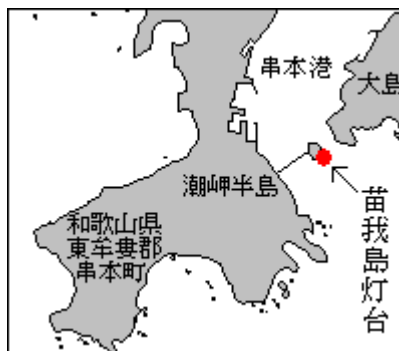 串本港
大島
潮岬半島
和歌山県
東牟婁郡
串本町
苗我島灯台